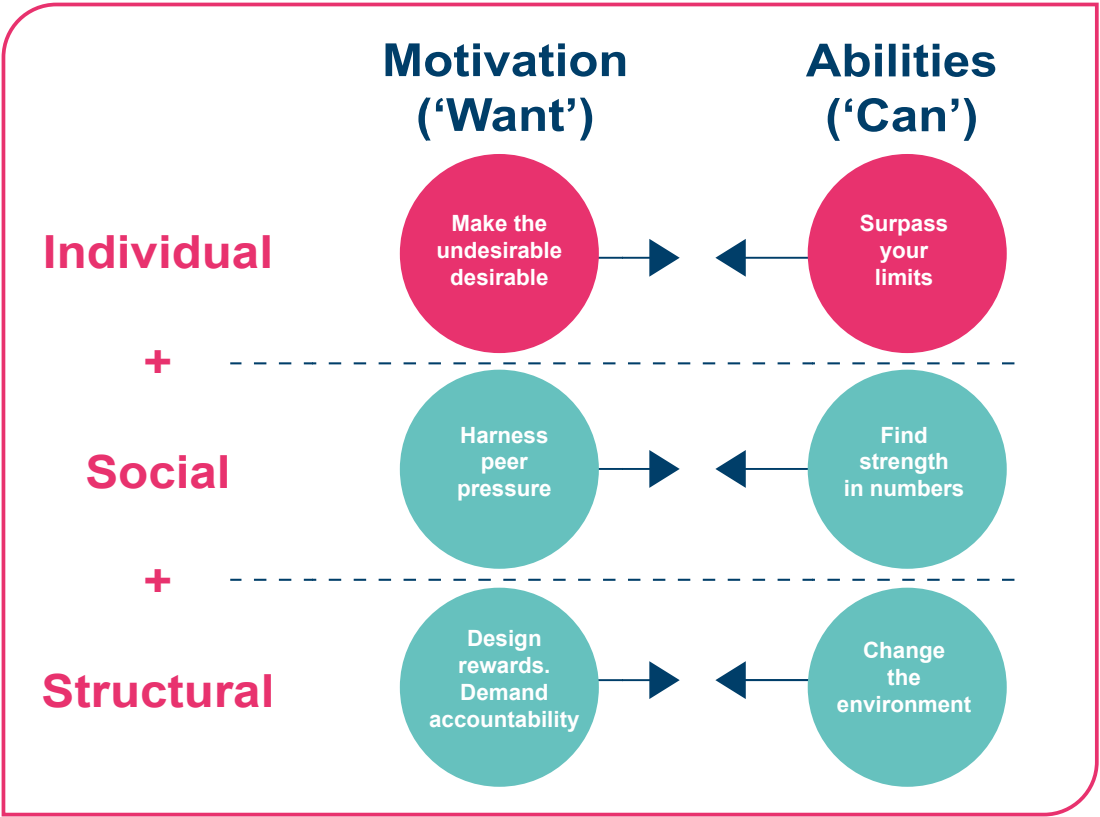 Motivation
(‘Want’)
Abilities
(‘Can’)
Individual
Make the
undesirable
desirable
Surpass
your
limits
+
Social
Harness
peer
pressure
Find
strength
in numbers
+
Structural
Design
rewards.
Demand
accountability
Change
the
environment